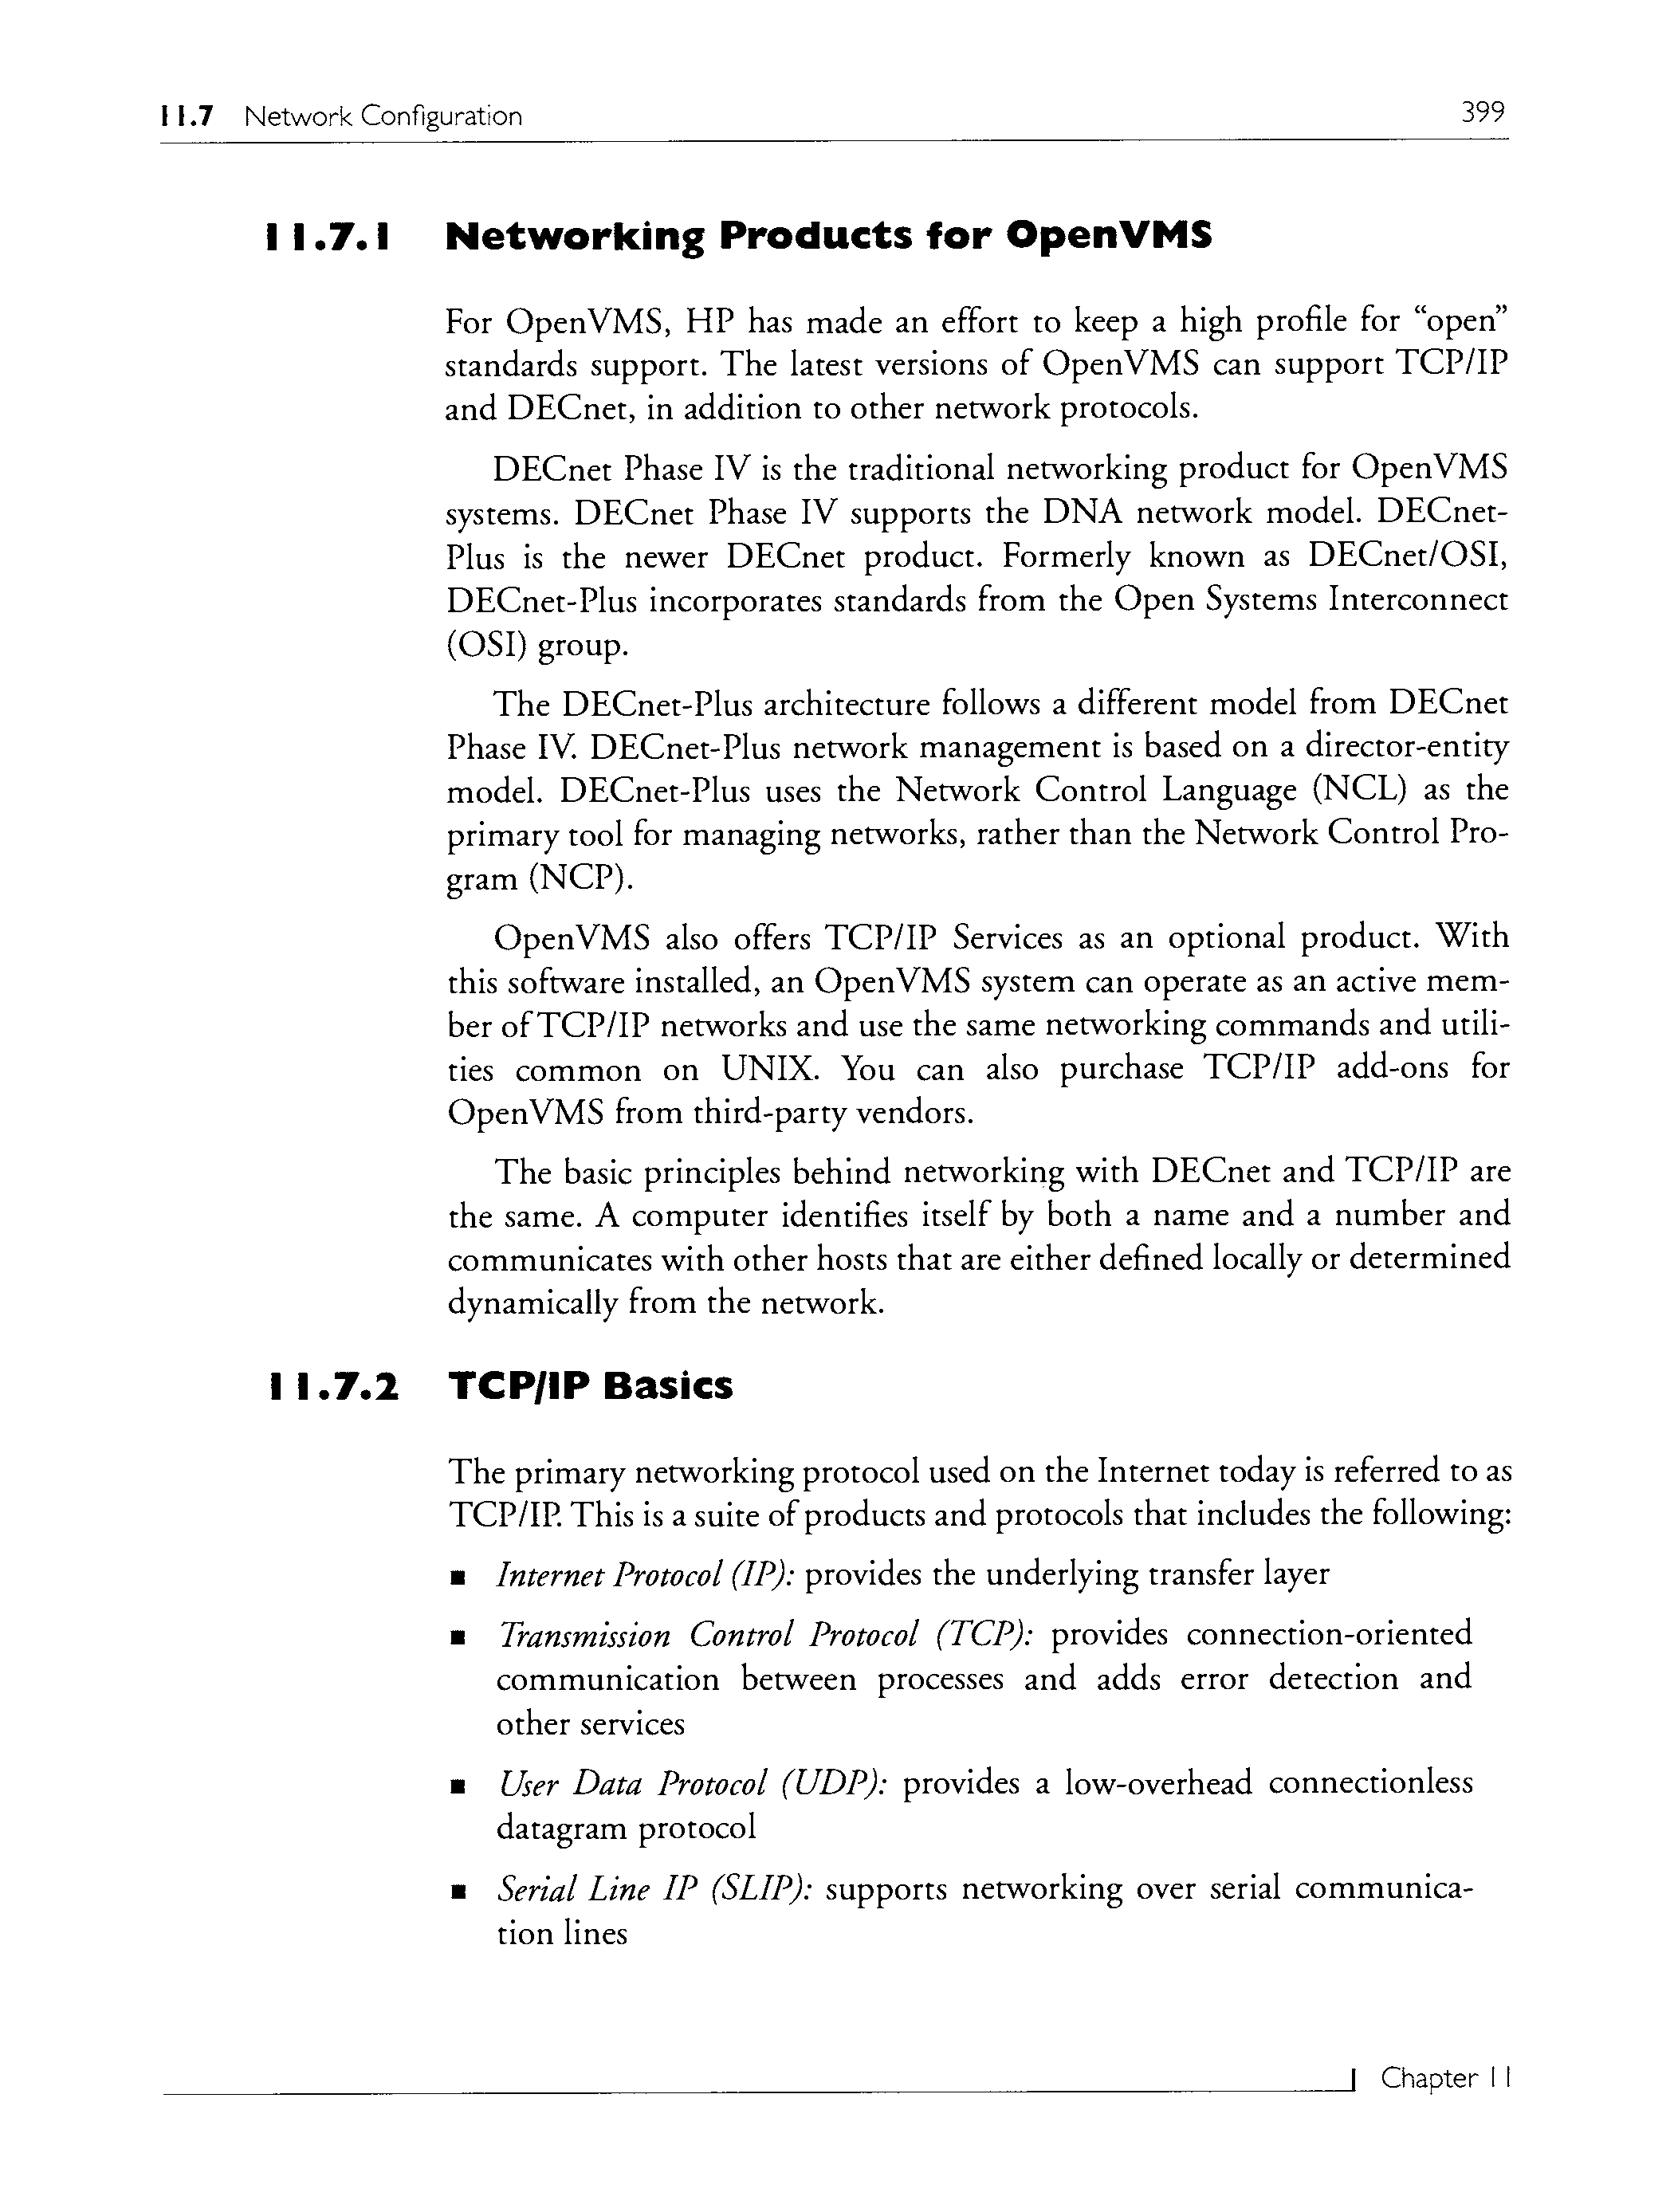 11.7 Network Configuration 399
11.7.1 Networking Products for OpenVMS
For OpenVMS, HP has made an effort to keep a high profile for “open”
standards support. The latest versions of OpenVMS can support TCP/IP
and DECnet, in addition to other network protocols.
DECnet Phase IV is the traditional networking product for OpenVMS
systems. DECnet Phase IV supports the DNA network model. DECnet-
Plus is the newer DECnet product. Formerly known as DECnet/OSI,
DECnet-Plus incorporates standards from the Open Systems Interconnect
(OSI) group.
The DECnet-Plus architecture follows a different model from DECnet
Phase IV. DECnet-Plus network management is based on a director-entity
model. DECnet-Plus uses the Network Control Language (NCL) as the
primary tool for managing networks, rather than the Network Control Pro-
gram (NCP).
OpenVMS also offers TCP/IP Services as an optional product. With
this software installed, an OpenVMS system can operate as an active mem-
ber of TCP/IP networks and use the same networking commands and utili-
ties common on UNIX. You can also purchase TCP/IP add-ons for
OpenVMS from third-party vendors.
The basic principles behind networking with DECnet and TCP/IP are
the same. A computer identifies itself by both a name and a number and
communicates with other hosts that are either defined locally or determined
dynamically from the network.
11.7.2 TCP/IP Basics
The primary networking protocol used on the Internet today is referred to as
TCP/IP. This is a suite of products and protocols that includes the following:
■ Internet Protocol (IP): provides the underlying transfer layer
■ Transmission Control Protocol (TCP): provides connection-oriented
communication between processes and adds error detection and
other services
■ User Data Protocol (UDP): provides a low-overhead connectionless
datagram protocol
■ Serial Line IP (SLIP): supports networking over serial communica-
tion lines
Chapter 11